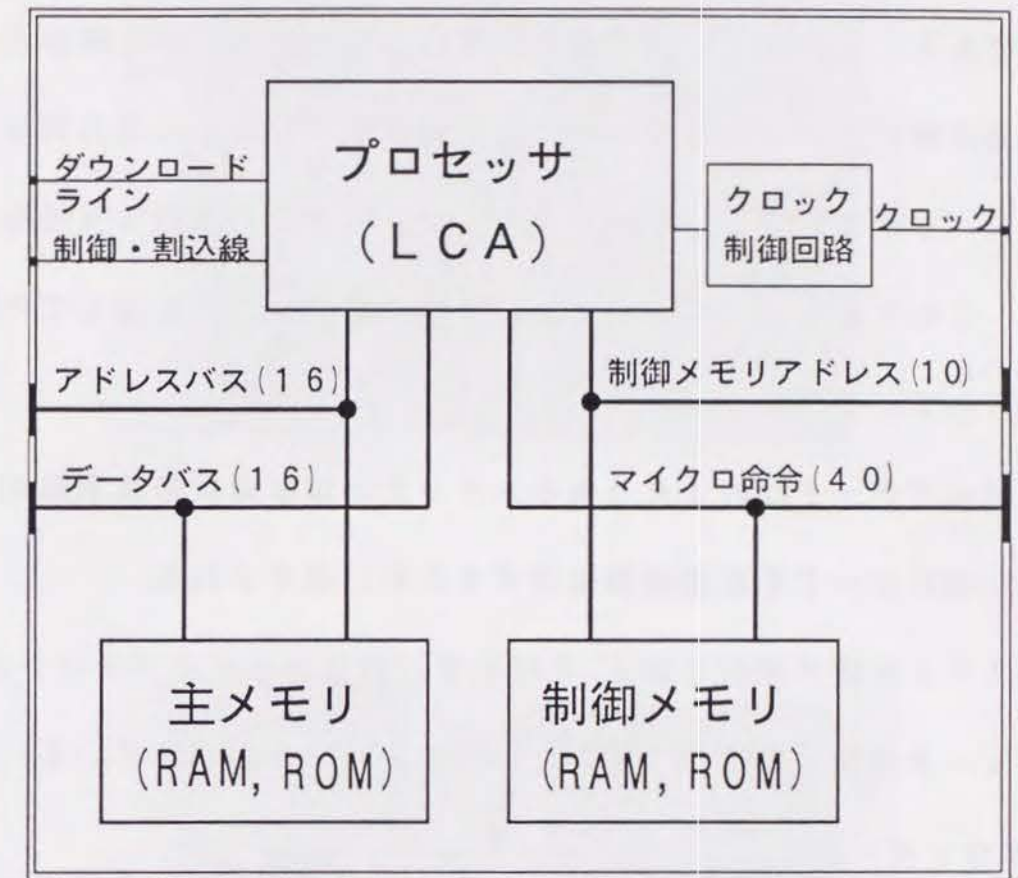 プロセッサ
(LCA)
ダウンロード
ライン
制御・割込線
クロック
制御回路
クロック
アドレスバス(16)
制御メモリアドレス(10)
データバス(16)
マイクロ命令(40)
主メモリ
(RAM, ROM)
制御メモリ
(RAM, ROM)